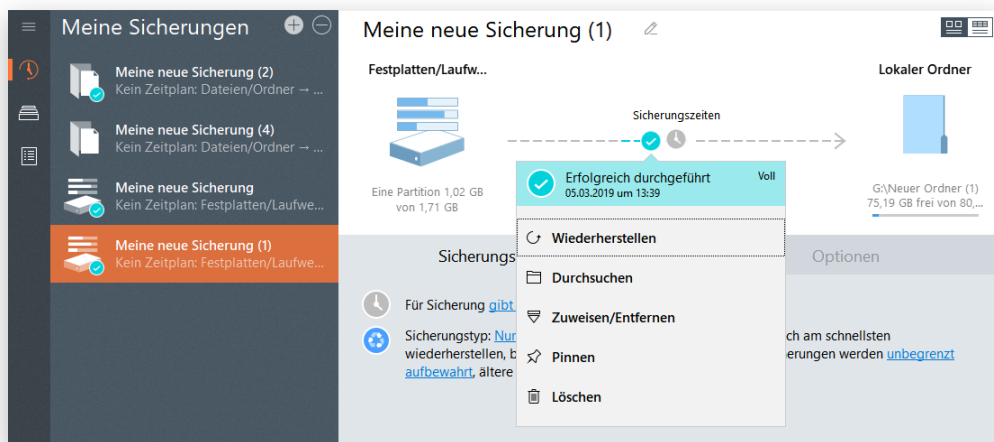 Meine Sicherungen
Meine neue Sicherung (2)
Kein Zeitplan: Dateien/Ordner → ...
Meine neue Sicherung (4)
Kein Zeitplan: Dateien/Ordner → ...
Meine neue Sicherung
Kein Zeitplan: Festplatten/Laufwe...
Meine neue Sicherung (1)
Kein Zeitplan: Festplatten/Laufwe...
Meine neue Sicherung (1)
Festplatten/Laufw...
Lokaler Ordner
Sicherungszeiten
Eine Partition 1,02 GB
von 1,71 GB
G:\Neuer Ordner (1)
75,19 GB frei von 80,...
Erfolgreich durchgeführt Voll
05.03.2019 um 13:39
Wiederherstellen
Durchsuchen
Zuweisen/Entfernen
Pinnen
Löschen
Sicherungs
Optionen
Für Sicherung gibt
Sicherungstyp: Nur ch am schnellsten
wiederherstellen, b erungen werden unbegrenzt
aufbewahrt, ältere